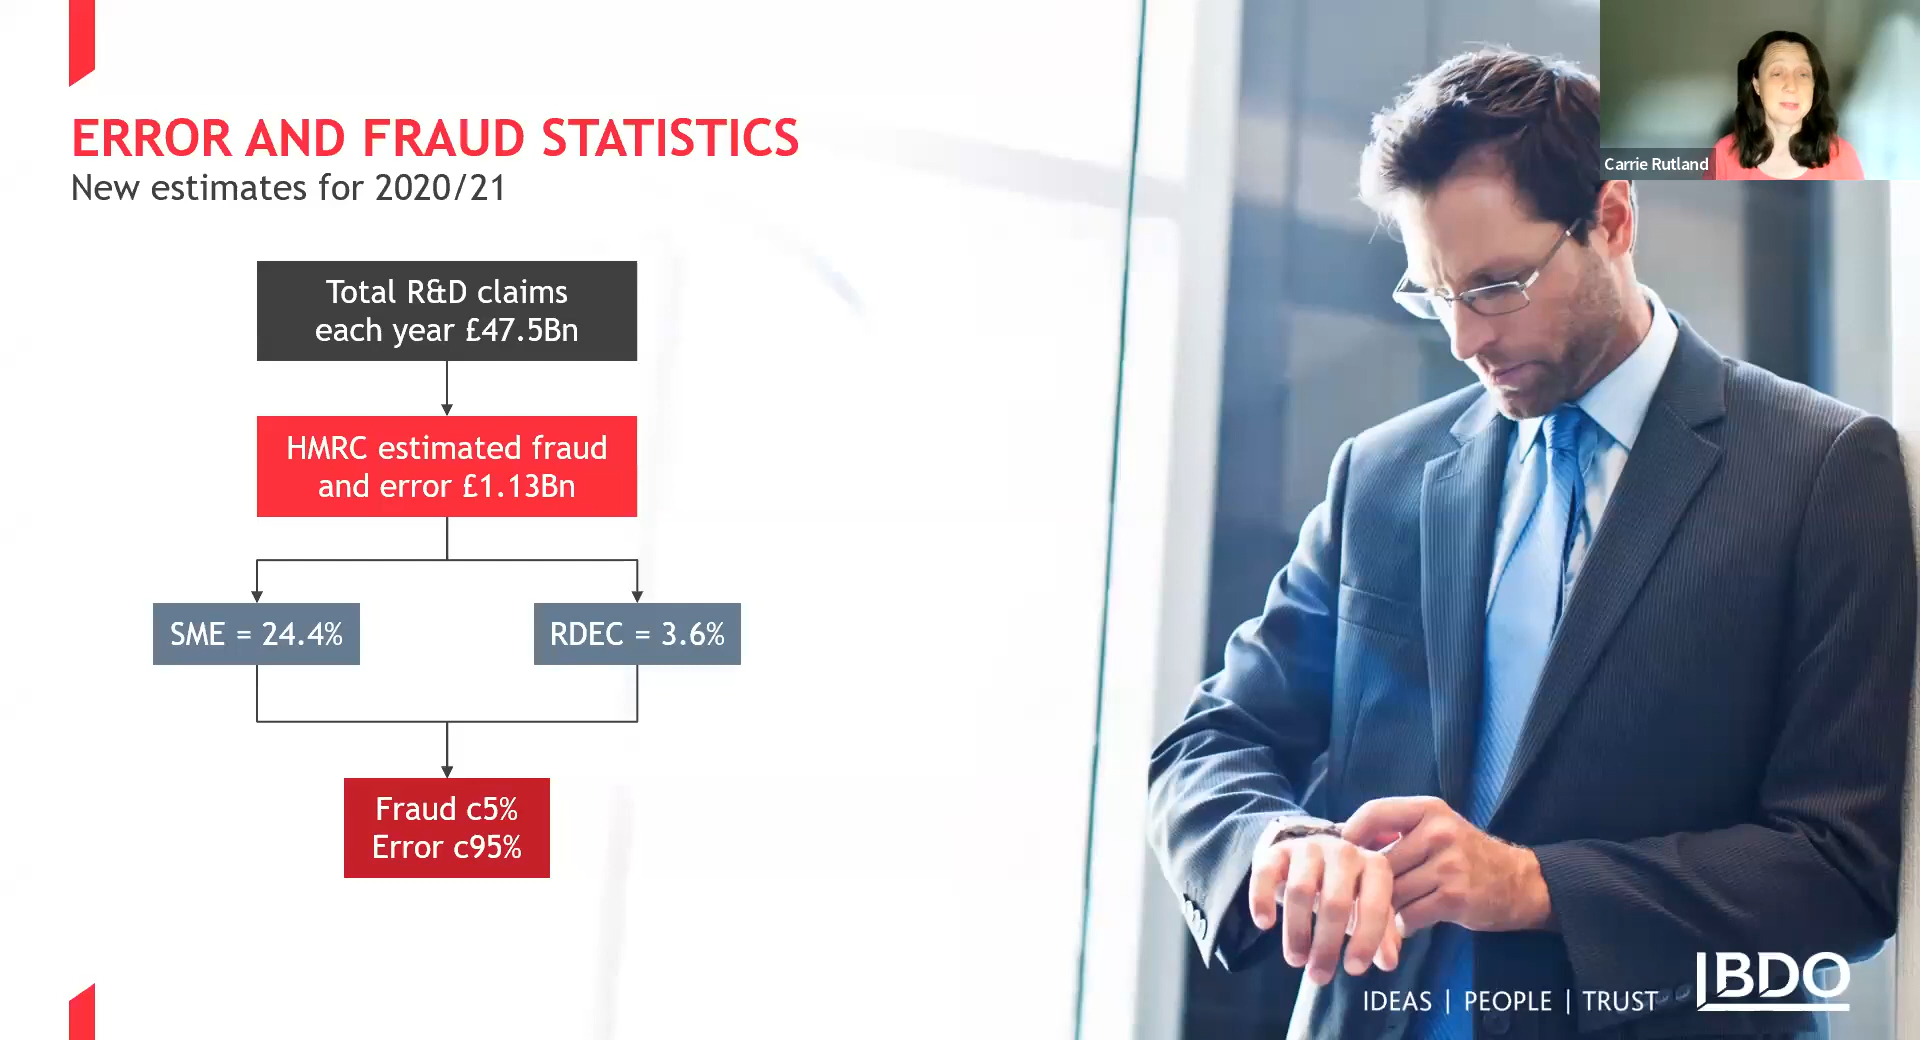 ERROR AND FRAUD STATISTICS
New estimates for 2020/21
Total R&D claims
each year £47.5Bn
HMRC estimated fraud
and error £1.13Bn
SME = 24.4%
RDEC = 3.6%
Fraud c5%
Error c95%
Carrie Rutland
IDEAS | PEOPLE | TRUST
BDO